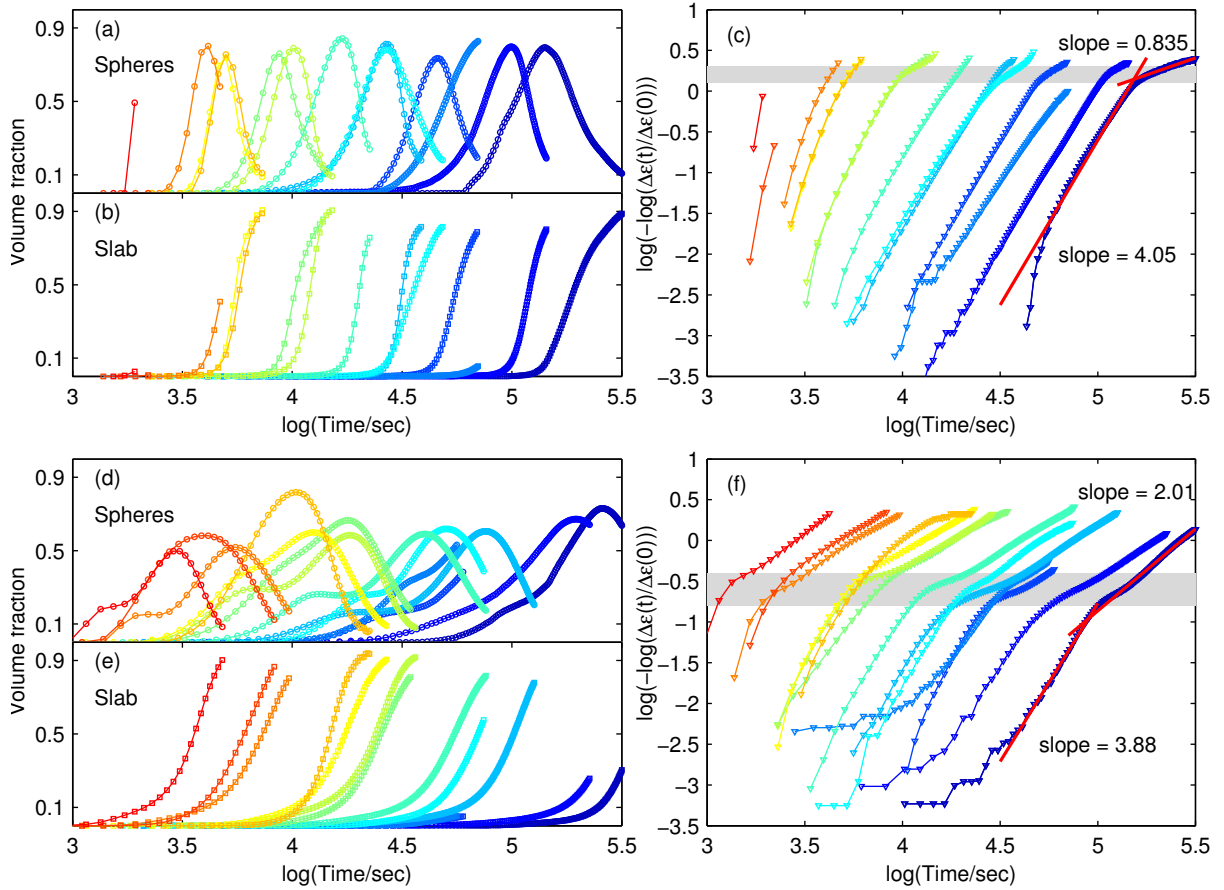 (a)
Spheres
0.9
0.5
0.1
(b)
Slab
0.9
0.5
0.1
Volume fraction
3
3.5
4
4.5
5
5.5
log(Time/sec)
(c)
slope = 0.835
slope = 4.05
1
0.5
0
−0.5
−1
−1.5
−2
−2.5
−3
−3.5
log(−log(Δε(t)/Δε(0)))
3
3.5
4
4.5
5
5.5
log(Time/sec)
(d)
Spheres
0.9
0.5
0.1
(e)
Slab
0.9
0.5
0.1
Volume fraction
3
3.5
4
4.5
5
5.5
log(Time/sec)
(f)
slope = 2.01
slope = 3.88
1
0.5
0
−0.5
−1
−1.5
−2
−2.5
−3
−3.5
log(−log(Δε(t)/Δε(0)))
3
3.5
4
4.5
5
5.5
log(Time/sec)